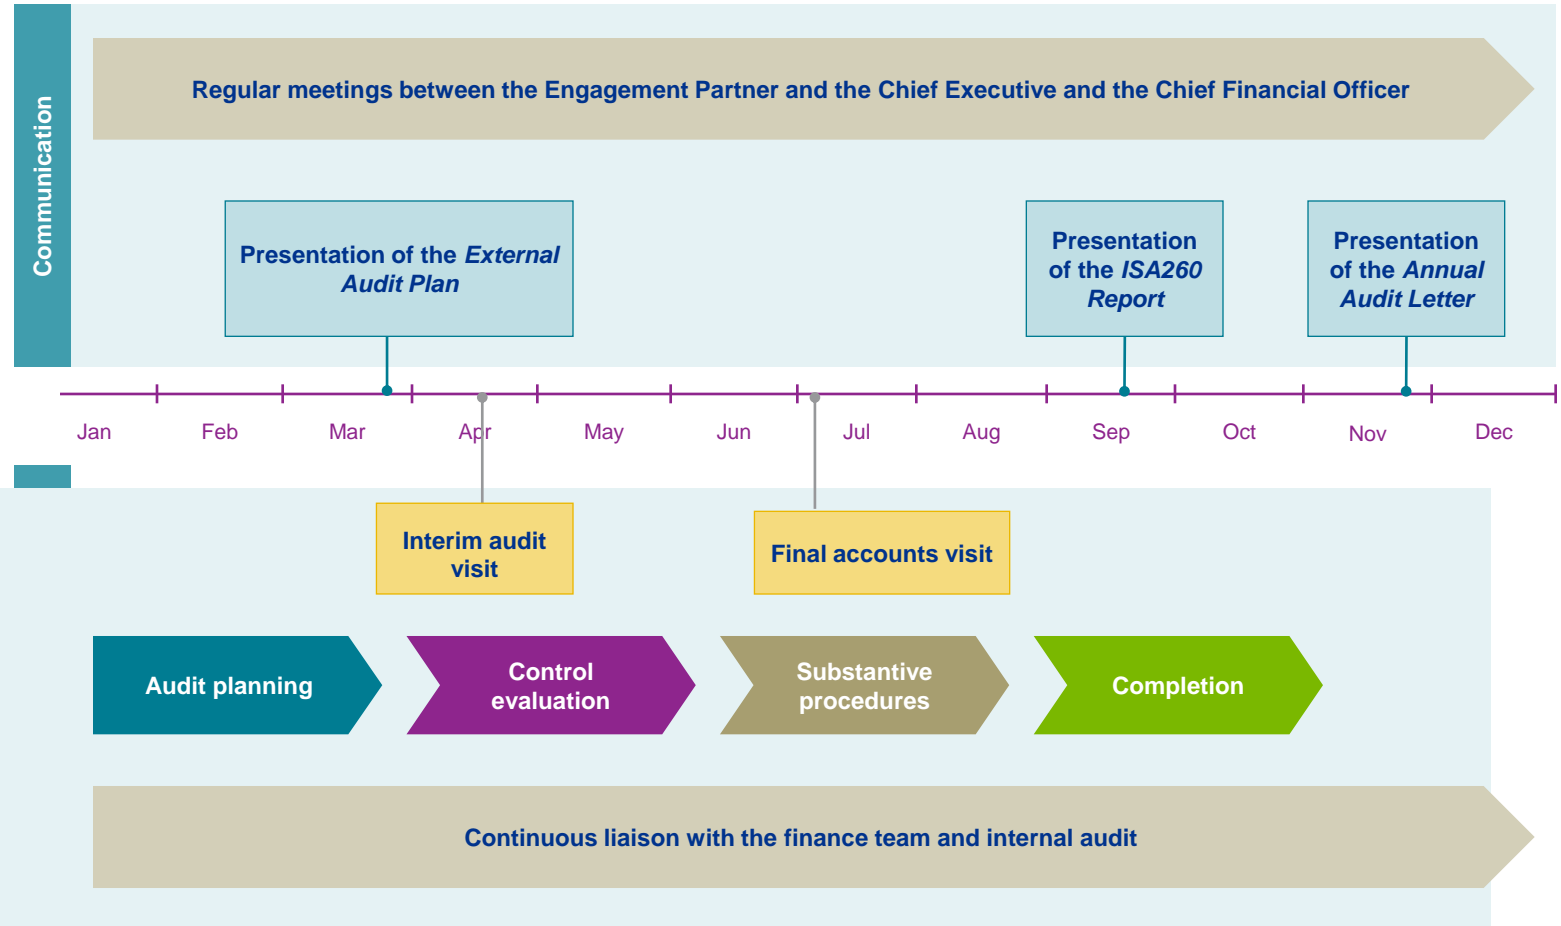 Communication
Regular meetings between the Engagement Partner and the Chief Executive and the Chief Financial Officer
Presentation of the External
Audit Plan
Presentation
of the ISA260
Report
Presentation
of the Annual
Audit Letter
Jan
Feb
Mar
Apr
May
Jun
Jul
Aug
Sep
Oct
Nov
Dec
Interim audit
visit
Final accounts visit
Audit planning
Control
evaluation
Substantive
procedures
Completion
Continuous liaison with the finance team and internal audit